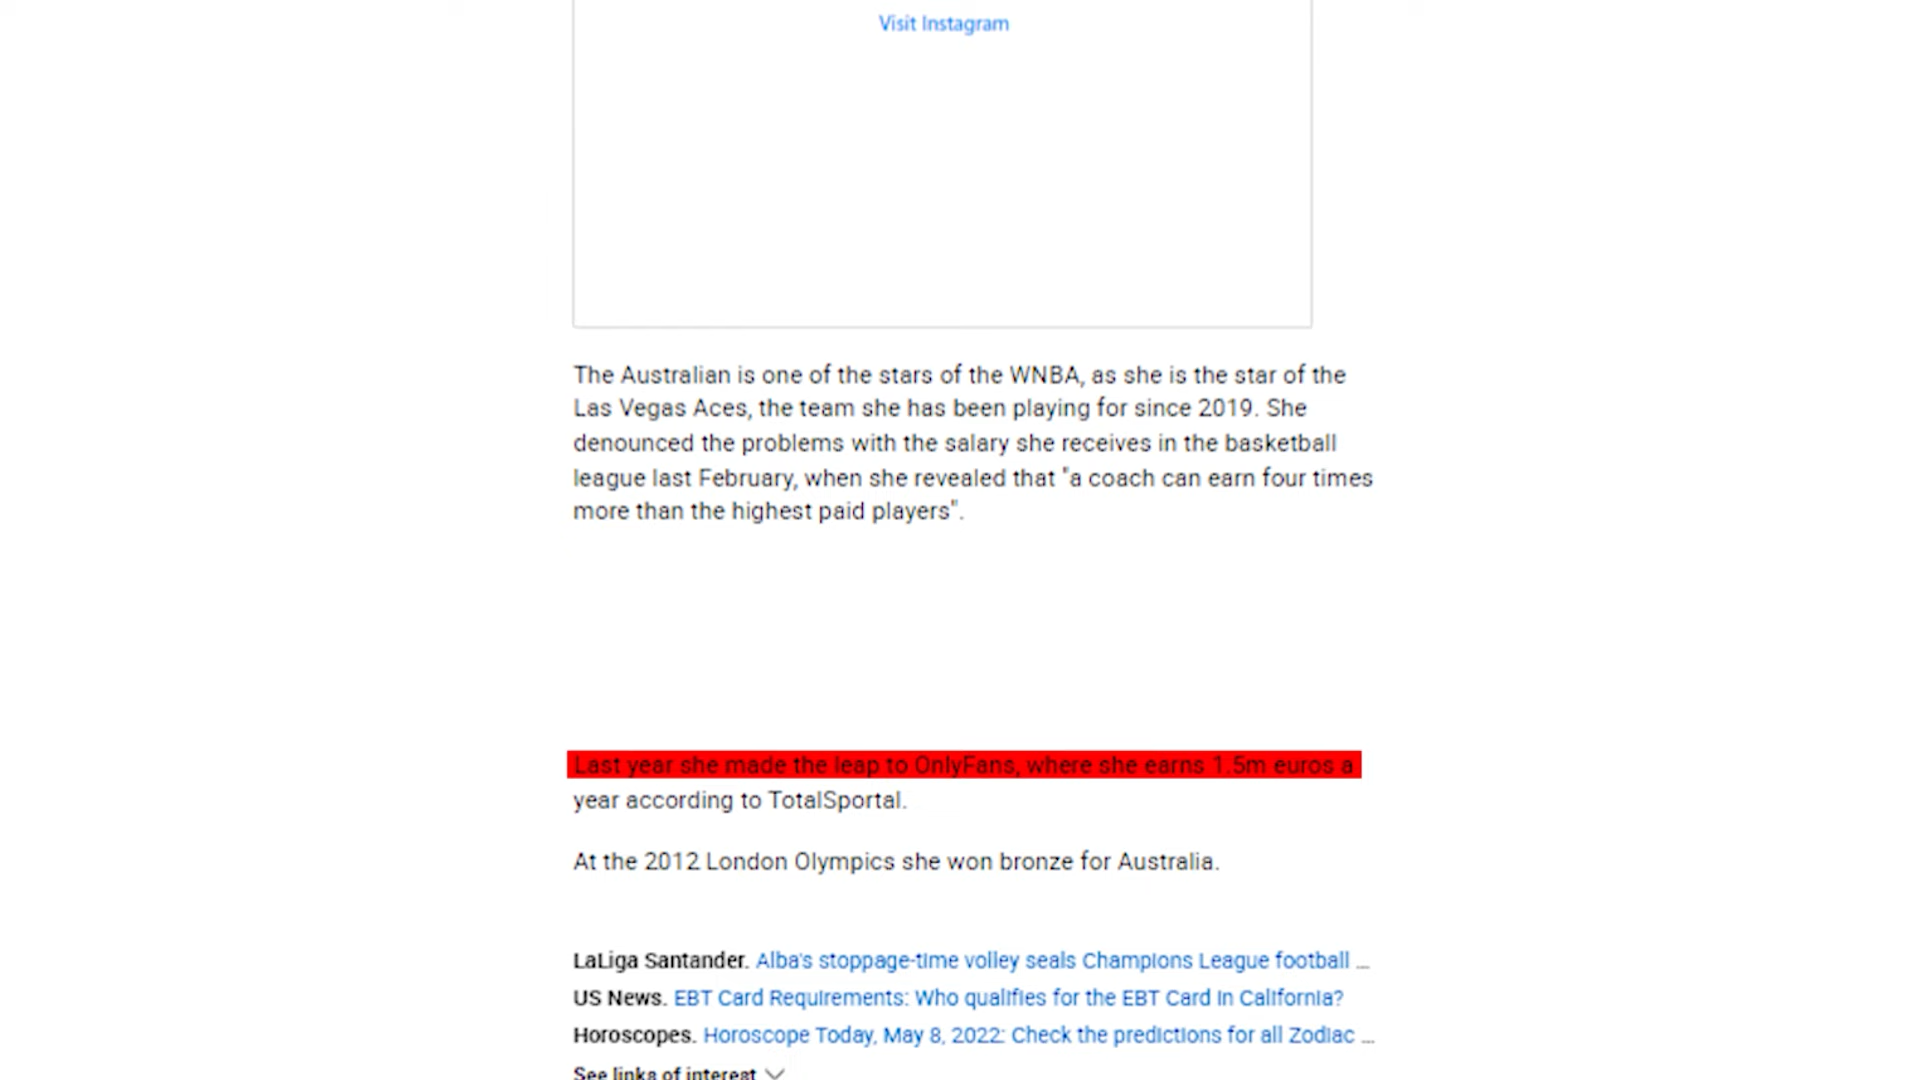 Visit Instagram
The Australian is one of the stars of the WNBA, as she is the star of the
Las Vegas Aces, the team she has been playing for since 2019. She
denounced the problems with the salary she receives in the basketball
league last February, when she revealed that "a coach can earn four times
more than the highest paid players".
Last year she made the leap to OnlyFans, where she earns 1.5m euros a
year according to TotalSportal.
At the 2012 London Olympics she won bronze for Australia.
LaLiga Santander. Alba's stoppage-time volley seals Champions League football ...
US News. EBT Card Requirements: Who qualifies for the EBT Card in California?
Horoscopes. Horoscope Today, May 8, 2022: Check the predictions for all Zodiac ...
See links of interest